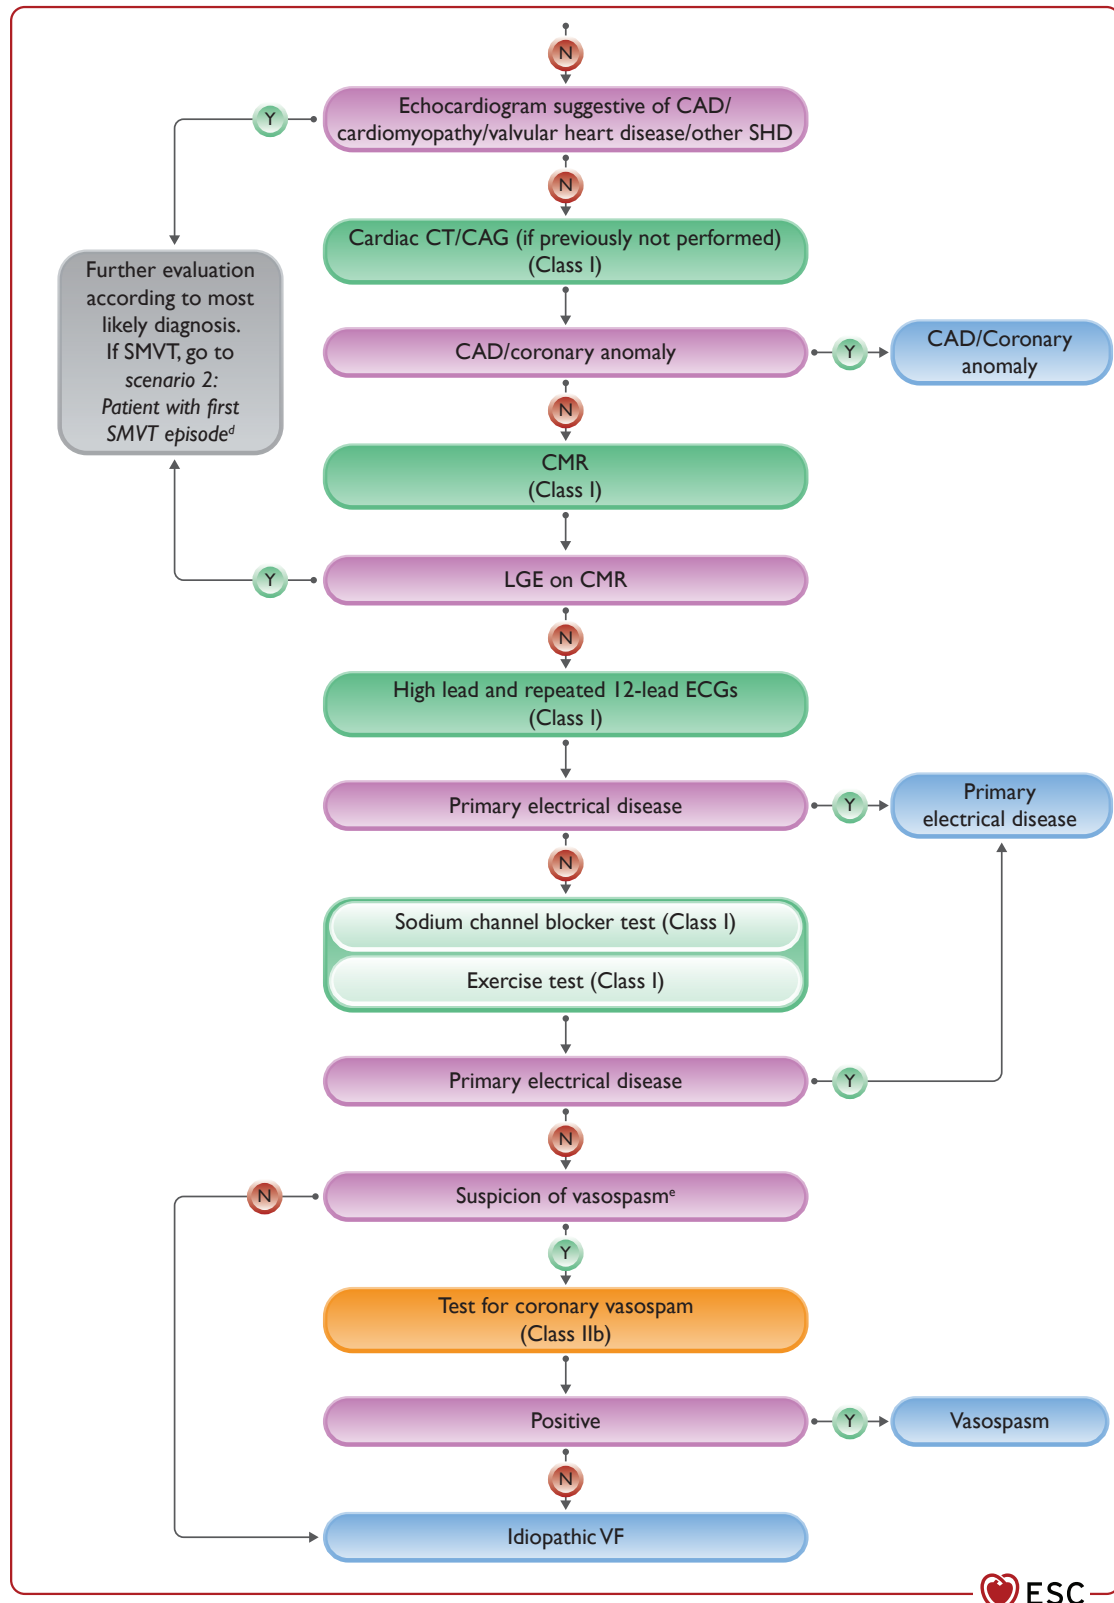 N
Echocardiogram suggestive of CAD/
cardiomyopathy/valvular heart disease/other SHD
Y
N
Cardiac CT/CAG (if previously not performed)
(Class I)
Further evaluation
according to most
likely diagnosis.
If SMVT, go to
scenario 2:
Patient with first
SMVT episodeᵈ
CAD/coronary anomaly
Y
CAD/Coronary
anomaly
N
CMR
(Class I)
LGE on CMR
Y
N
High lead and repeated 12-lead ECGs
(Class I)
Primary electrical disease
Y
Primary
electrical disease
N
Sodium channel blocker test (Class I)
Exercise test (Class I)
Primary electrical disease
Y
N
Suspicion of vasospasmᵉ
N
Y
Test for coronary vasospam
(Class IIb)
Positive
Y
Vasospasm
N
Idiopathic VF
ESC